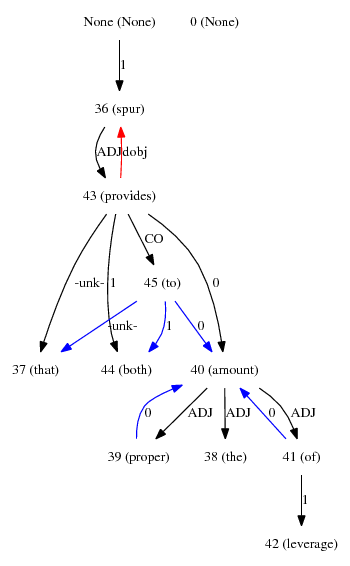 None (None) 0 (None)
1
36 (spur)
ADJ dobj
43 (provides)
CO
45 (to)
-unk- 1 0
-unk- 1 0
37 (that) 44 (both) 40 (amount)
0 ADJ ADJ 0 ADJ
39 (proper) 38 (the) 41 (of)
1
42 (leverage)